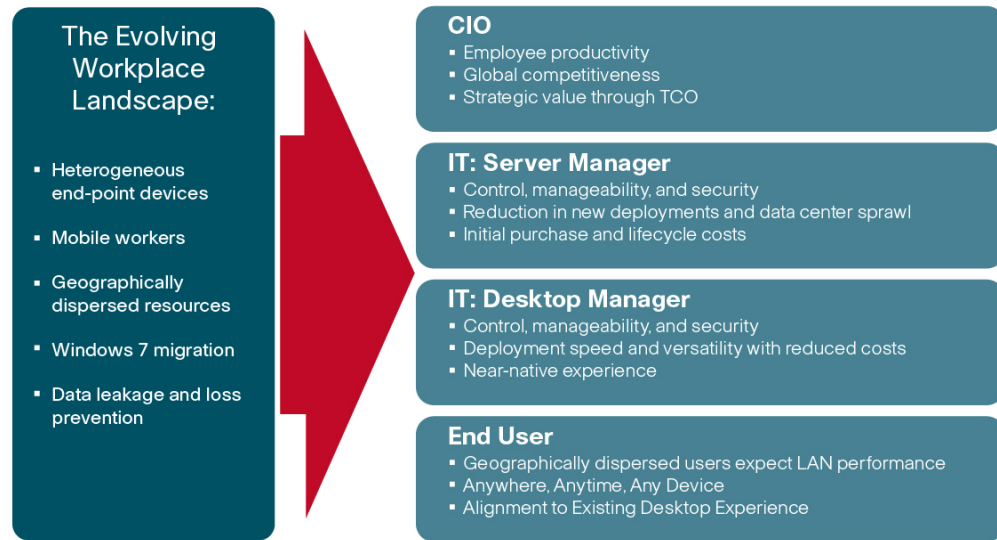 The Evolving
Workplace
Landscape:
▪ Heterogeneous
end-point devices
▪ Mobile workers
▪ Geographically
dispersed resources
▪ Windows 7 migration
▪ Data leakage and loss
prevention
CIO
▪ Employee productivity
▪ Global competitiveness
▪ Strategic value through TCO
IT: Server Manager
▪ Control, manageability, and security
▪ Reduction in new deployments and data center sprawl
▪ Initial purchase and lifecycle costs
IT: Desktop Manager
▪ Control, manageability, and security
▪ Deployment speed and versatility with reduced costs
▪ Near-native experience
End User
▪ Geographically dispersed users expect LAN performance
▪ Anywhere, Anytime, Any Device
▪ Alignment to Existing Desktop Experience